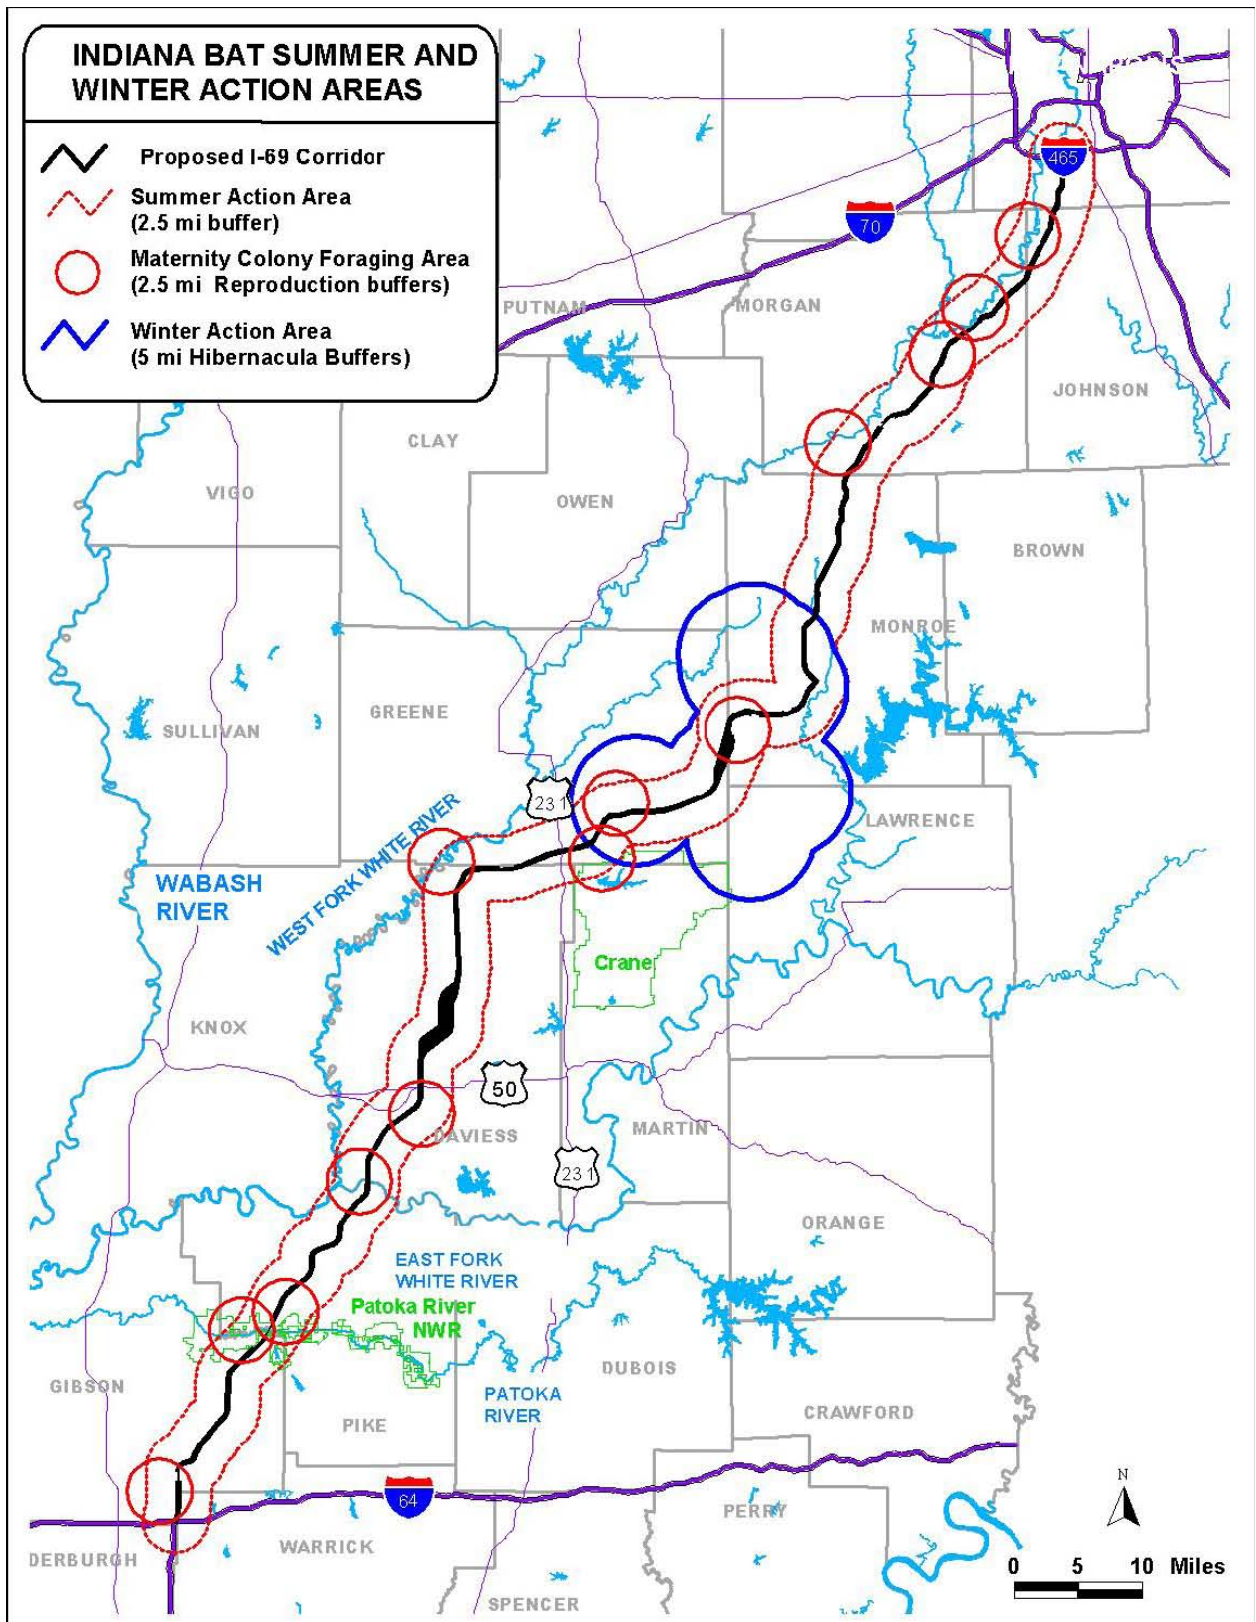 INDIANA BAT SUMMER AND
WINTER ACTION AREAS
Proposed I-69 Corridor
Summer Action Area
(2.5 mi buffer)
Maternity Colony Foraging Area
(2.5 mi Reproduction buffers)
Winter Action Area
(5 mi Hibernacula Buffers)
465
70
PUTNAM
MORGAN
JOHNSON
CLAY
VIGO
OWEN
BROWN
MONROE
GREENE
SULLIVAN
231
LAWRENCE
WEST FORK WHITE RIVER
WABASH
RIVER
Crane
KNOX
50
DAVIESS
MARTIN
231
ORANGE
EAST FORK
WHITE RIVER
Patoka River
NWR
DUBOIS
GIBSON
PATOKA
RIVER
PIKE
CRAWFORD
64
PERRY
N
WARRICK
DERBURGH
0 5 10 Miles
SPENCER